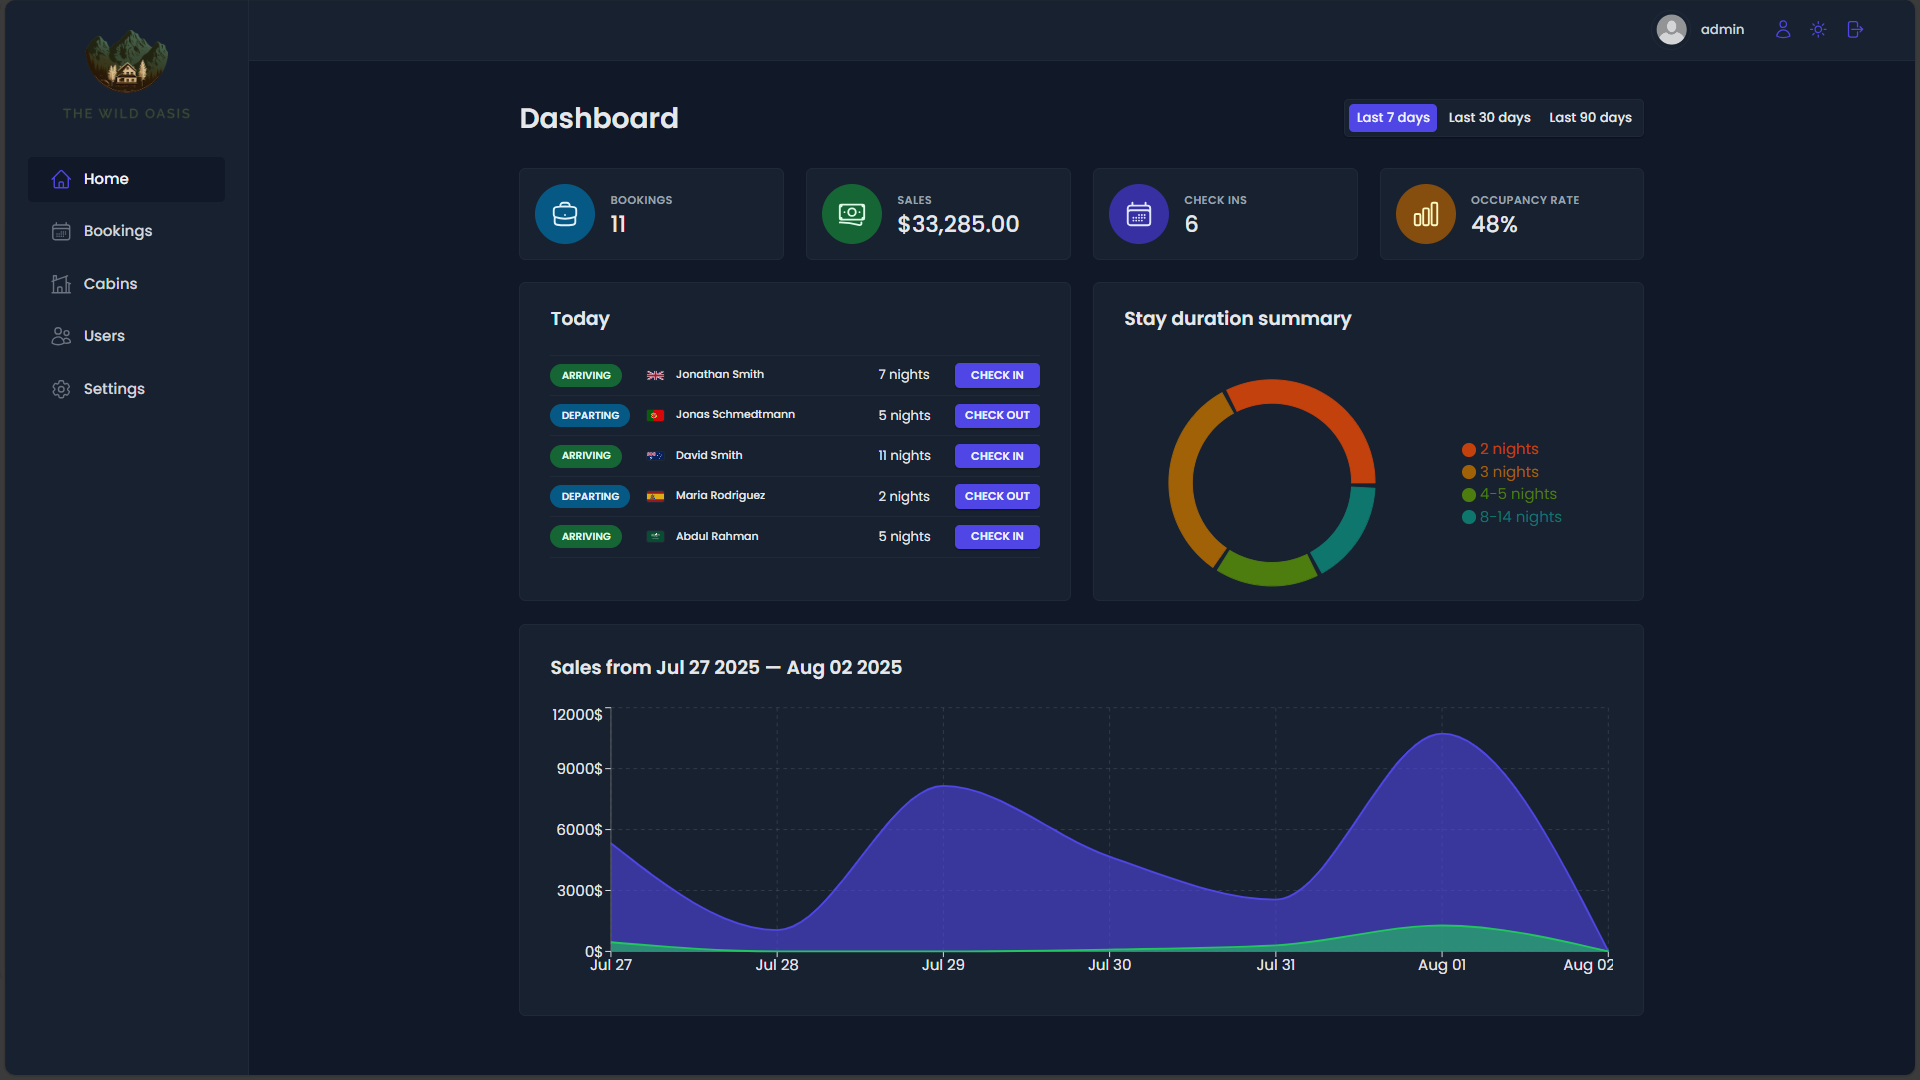 THE WILD OASIS
Home
Bookings
Cabins
Users
Settings
admin
Dashboard
Last 7 days Last 30 days Last 90 days
BOOKINGS
11
SALES
$33,285.00
CHECK INS
6
OCCUPANCY RATE
48%
Today
ARRIVING Jonathan Smith 7 nights CHECK IN
DEPARTING Jonas Schmedtmann 5 nights CHECK OUT
ARRIVING David Smith 11 nights CHECK IN
DEPARTING Maria Rodriguez 2 nights CHECK OUT
ARRIVING Abdul Rahman 5 nights CHECK IN
Stay duration summary
2 nights
3 nights
4-5 nights
8-14 nights
Sales from Jul 27 2025 — Aug 02 2025
12000$
9000$
6000$
3000$
0$
Jul 27 Jul 28 Jul 29 Jul 30 Jul 31 Aug 01 Aug 02